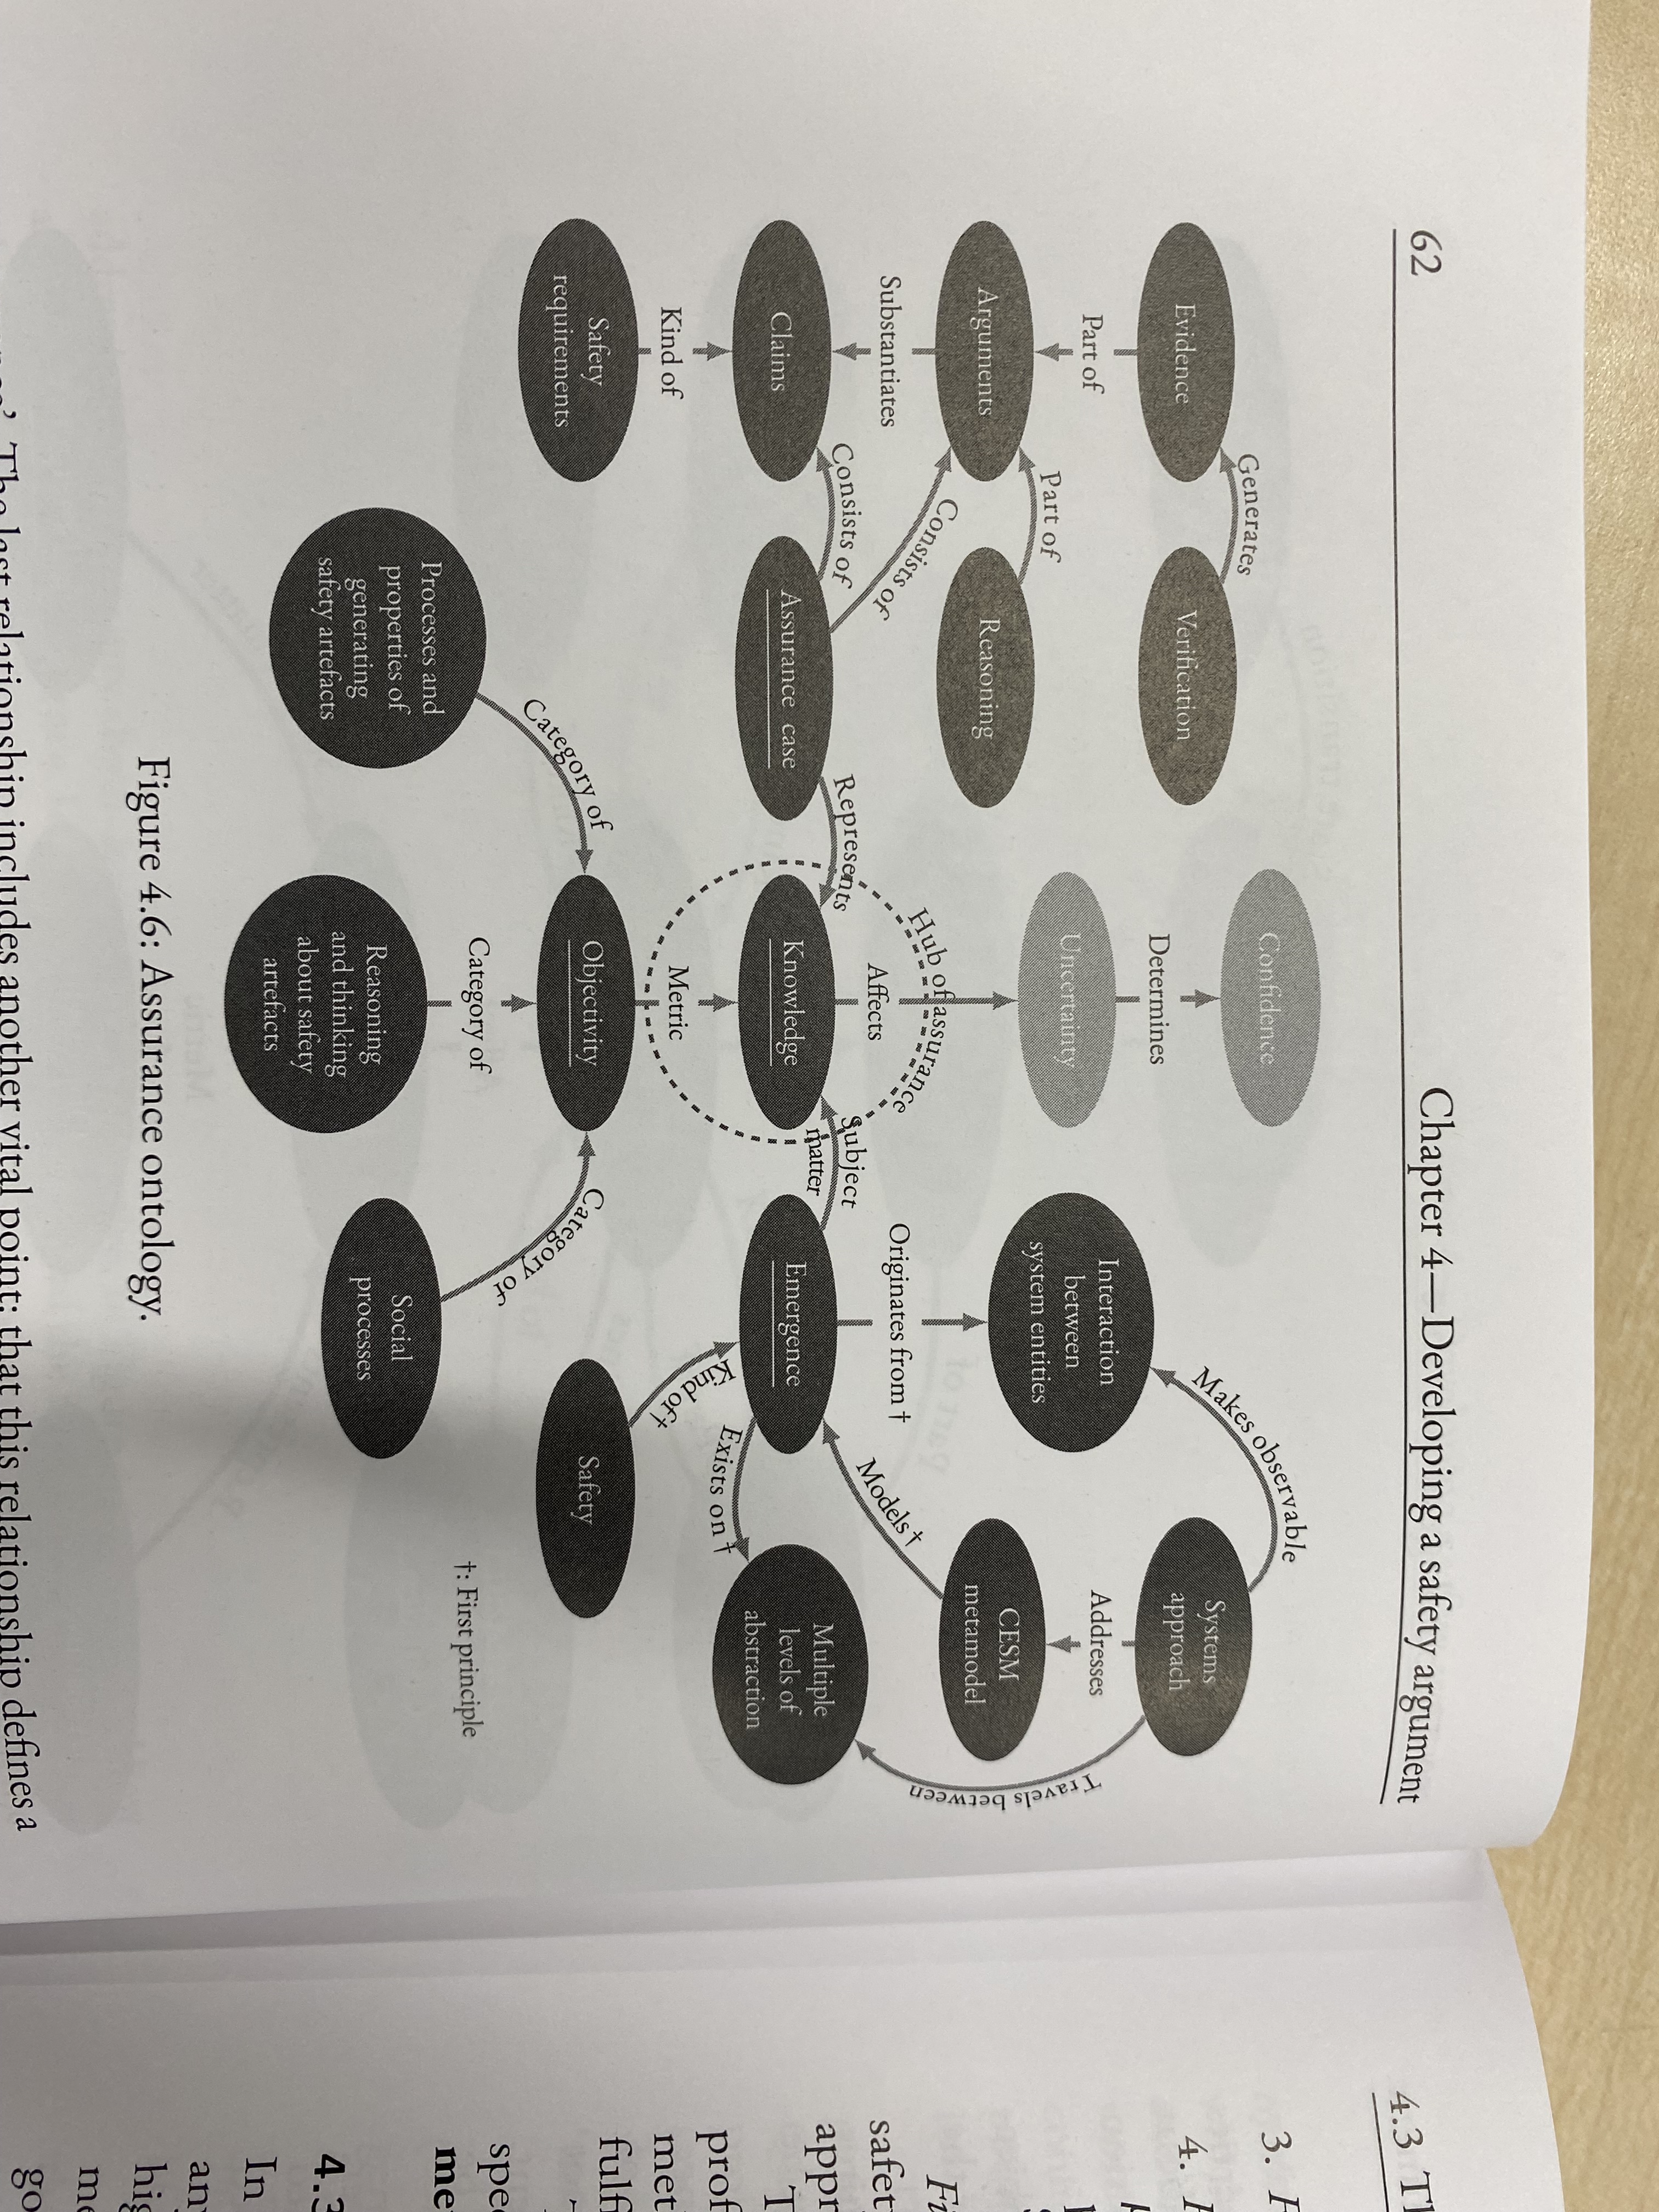 62
Chapter 4—Developing a safety argument
Confidence
Evidence
Generates
Verification
Determines
Makes observable
Systems
approach
Part of
Part of
Uncertainty
Interaction
between
system entities
Addresses
Travels between
Arguments
Reasoning
Hub of assurance
CESM
metamodel
Substantiates
Consists of
Consists of
Represents
Affects
Subject
matter
Originates from †
Models †
Claims
Assurance case
Knowledge
Emergence
Multiple
levels of
abstraction
Kind of
Metric
Kind of †
Exists on †
Safety
requirements
Category of
Objectivity
Category of
Safety
Processes and
properties of
generating
safety artefacts
Category of
Reasoning
and thinking
about safety
artefacts
Social
processes
†: First principle
Figure 4.6: Assurance ontology.
The last relationship includes another vital point: that this relationship defines a
4.3
3.
4.
safet
appr
prof
met
fulfi
spe
me
4.3
In
any
hig
me
go